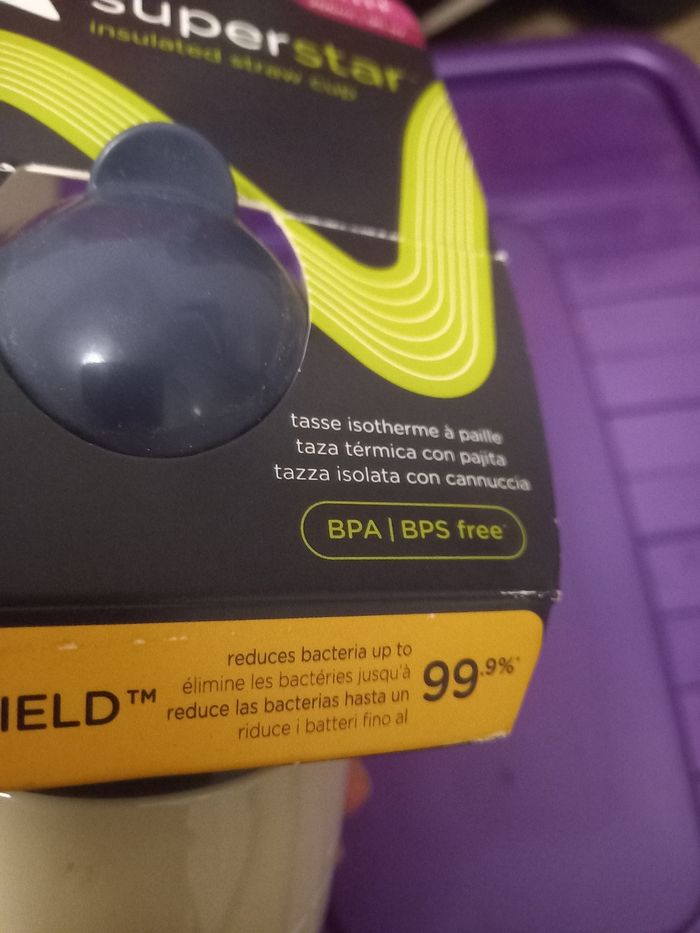 superstar
insulated straw cup
tasse isotherme à paille
taza térmica con pajita
tazza isolata con cannuccia
BPA | BPS free*
IELD™
reduces bacteria up to
élimine les bactéries jusqu'à
reduce las bacterias hasta un
riduce i batteri fino al
99.9%*